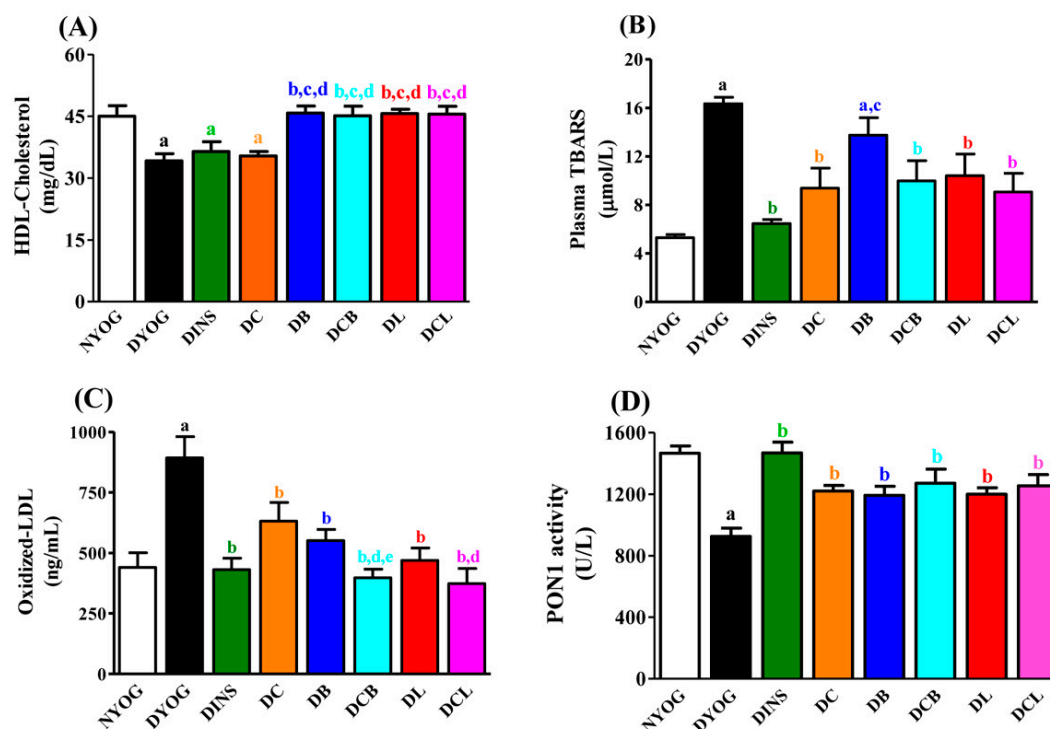 (A)
HDL-Cholesterol
(mg/dL)
60
45
30
15
0
a
a
a
b,c,d
b,c,d
b,c,d
b,c,d
NYOG
DYOG
DINS
DC
DB
DCB
DL
DCL
(B)
Plasma TBARS
(µmol/L)
20
16
12
8
4
0
a
b
b
a,c
b
b
b
NYOG
DYOG
DINS
DC
DB
DCB
DL
DCL
(C)
Oxidized-LDL
(ng/mL)
1000
750
500
250
0
a
b
b
b
b,d,e
b
b,d
NYOG
DYOG
DINS
DC
DB
DCB
DL
DCL
(D)
PON1 activity
(U/L)
1600
1200
800
400
0
a
b
b
b
b
b
b
NYOG
DYOG
DINS
DC
DB
DCB
DL
DCL